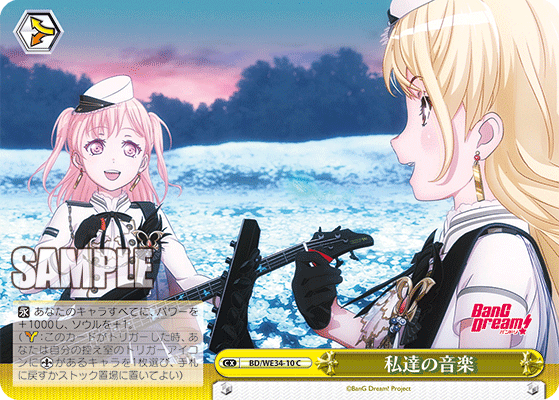 SAMPLE
永 あなたのキャラすべてに、パワーを
+1000し、ソウルを+1。
(:このカードがトリガーした時、あ
なたは自分の控え室のトリガーアイコ
ンにがあるキャラを1枚選び、手札
に戻すかストック置場に置いてよい)
BanG Dream!
バンドリ!
CX
BD/WE34-10 C
私達の音楽
©BanG Dream! Project